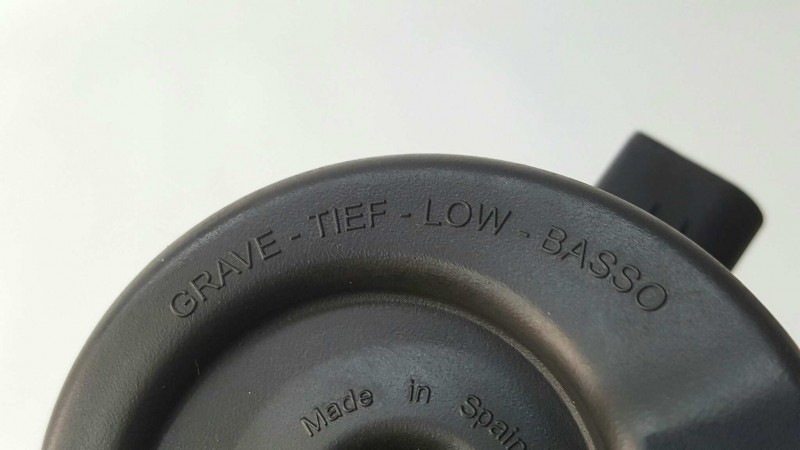 GRAVE - TIEF - LOW - BASSO
Made in Spain